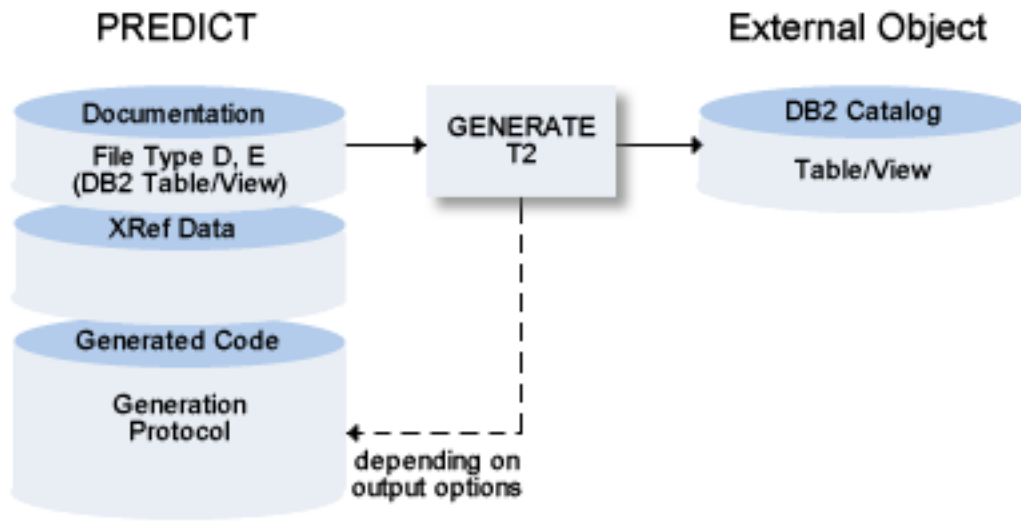 PREDICT
External Object
Documentation
File Type D, E
(DB2 Table/View)
XRef Data
Generated Code
Generation
Protocol
GENERATE
T2
depending on
output options
DB2 Catalog
Table/View